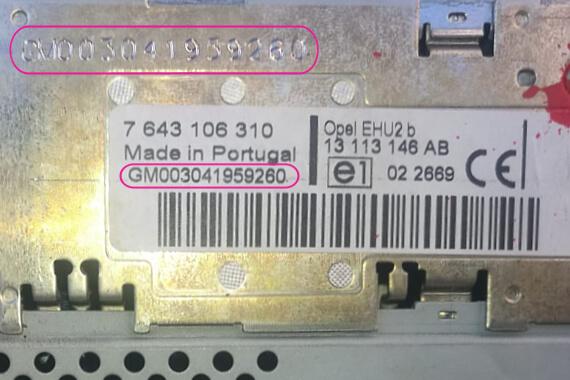 GM003041959260
7 643 106 310
Made in Portugal
GM003041959260
Opel EHU2 b
13 113 146 AB
e1 02 2669 CE